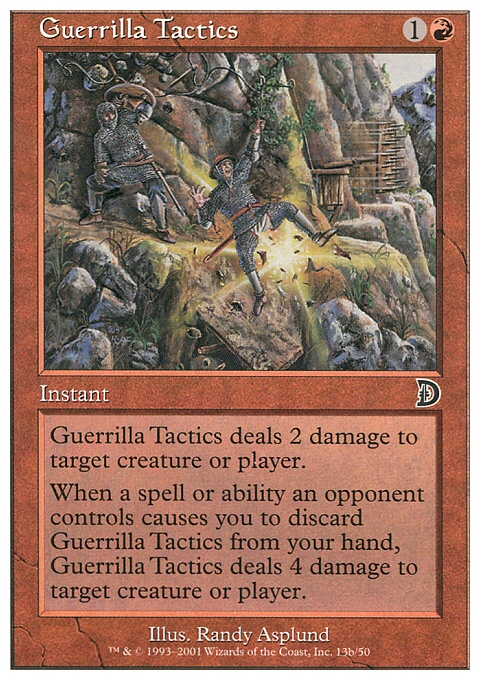 Guerrilla Tactics 1
Instant
D
Guerrilla Tactics deals 2 damage to
target creature or player.
When a spell or ability an opponent
controls causes you to discard
Guerrilla Tactics from your hand,
Guerrilla Tactics deals 4 damage to
target creature or player.
Illus. Randy Asplund
™ & © 1993–2001 Wizards of the Coast, Inc. 13b/50